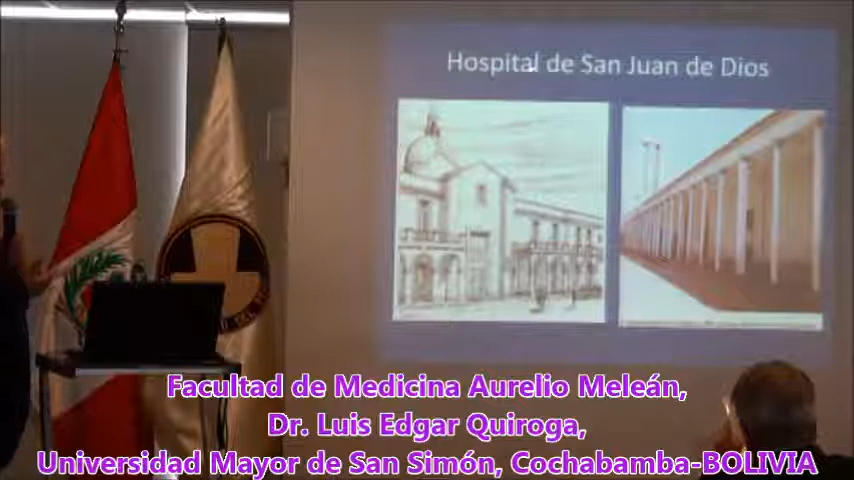 Hospital de San Juan de Dios
Facultad de Medicina Aurelio Meleán,
Dr. Luis Edgar Quiroga,
Universidad Mayor de San Simón, Cochabamba-BOLIVIA